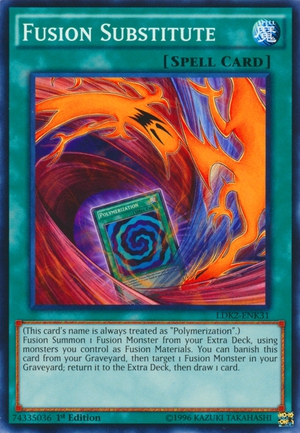 FUSION SUBSTITUTE
魔
[SPELL CARD]
POLYMERIZATION
LDK2-ENK31
(This card's name is always treated as "Polymerization".)
Fusion Summon 1 Fusion Monster from your Extra Deck, using
monsters you control as Fusion Materials. You can banish this
card from your Graveyard, then target 1 Fusion Monster in your
Graveyard; return it to the Extra Deck, then draw 1 card.
74335036 1st Edition ©1996 KAZUKI TAKAHASHI